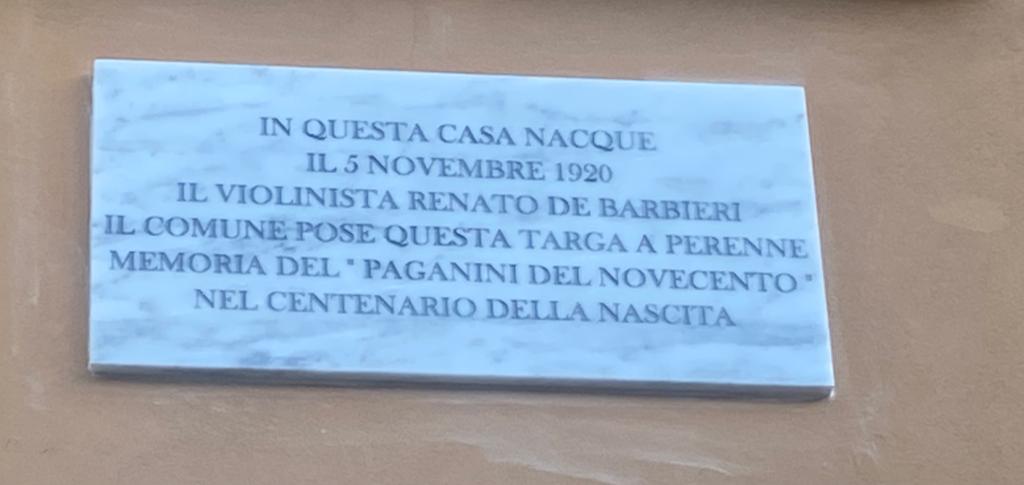 IN QUESTA CASA NACQUE
IL 5 NOVEMBRE 1920
IL VIOLINISTA RENATO DE BARBIERI
IL COMUNE POSE QUESTA TARGA A PERENNE
MEMORIA DEL " PAGANINI DEL NOVECENTO "
NEL CENTENARIO DELLA NASCITA